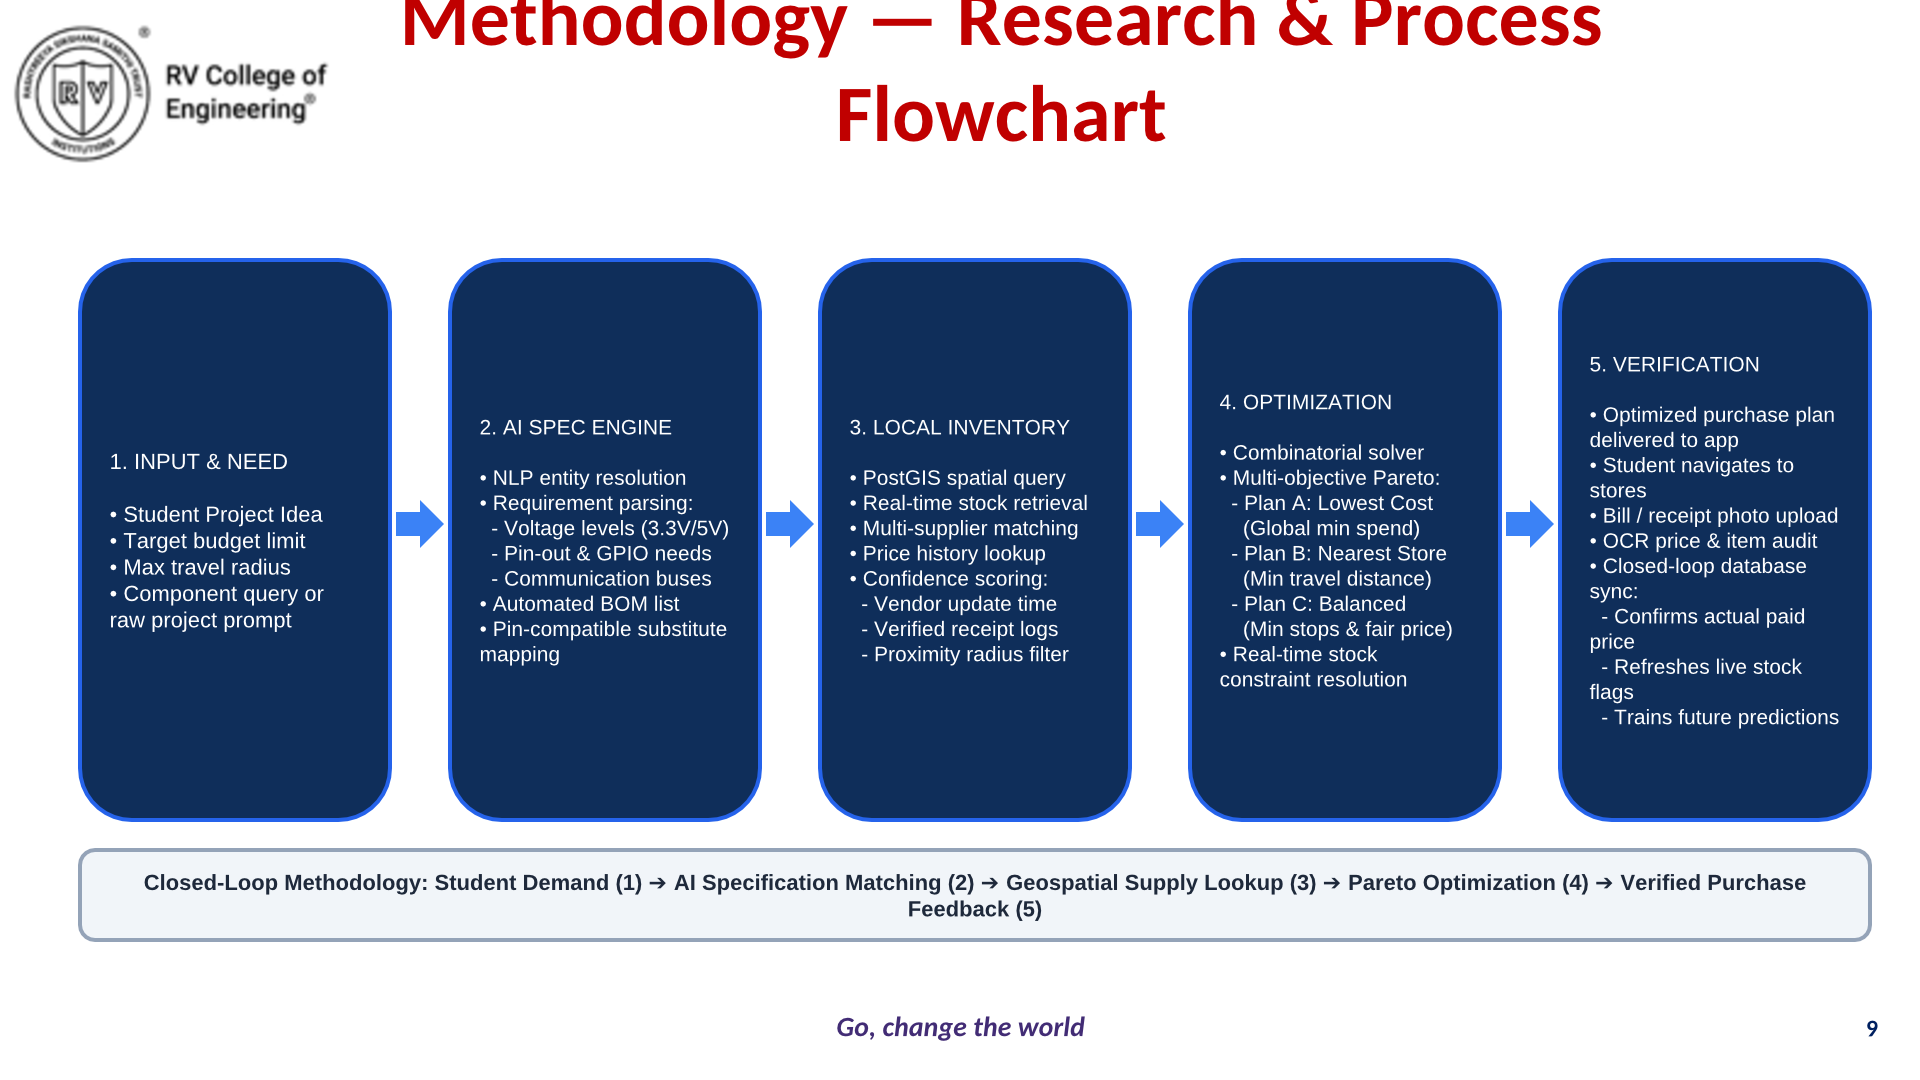 Methodology — Research & Process
Flowchart
RASHTREEYA SIKSHANA SAMITHI TRUST
RV
INSTITUTIONS
®
RV College of
Engineering®
1. INPUT & NEED
• Student Project Idea
• Target budget limit
• Max travel radius
• Component query or
raw project prompt
2. AI SPEC ENGINE
• NLP entity resolution
• Requirement parsing:
- Voltage levels (3.3V/5V)
- Pin-out & GPIO needs
- Communication buses
• Automated BOM list
• Pin-compatible substitute
mapping
3. LOCAL INVENTORY
• PostGIS spatial query
• Real-time stock retrieval
• Multi-supplier matching
• Price history lookup
• Confidence scoring:
- Vendor update time
- Verified receipt logs
- Proximity radius filter
4. OPTIMIZATION
• Combinatorial solver
• Multi-objective Pareto:
- Plan A: Lowest Cost
(Global min spend)
- Plan B: Nearest Store
(Min travel distance)
- Plan C: Balanced
(Min stops & fair price)
• Real-time stock
constraint resolution
5. VERIFICATION
• Optimized purchase plan
delivered to app
• Student navigates to
stores
• Bill / receipt photo upload
• OCR price & item audit
• Closed-loop database
sync:
- Confirms actual paid
price
- Refreshes live stock
flags
- Trains future predictions
Closed-Loop Methodology: Student Demand (1) ➔ AI Specification Matching (2) ➔ Geospatial Supply Lookup (3) ➔ Pareto Optimization (4) ➔ Verified Purchase
Feedback (5)
Go, change the world
9